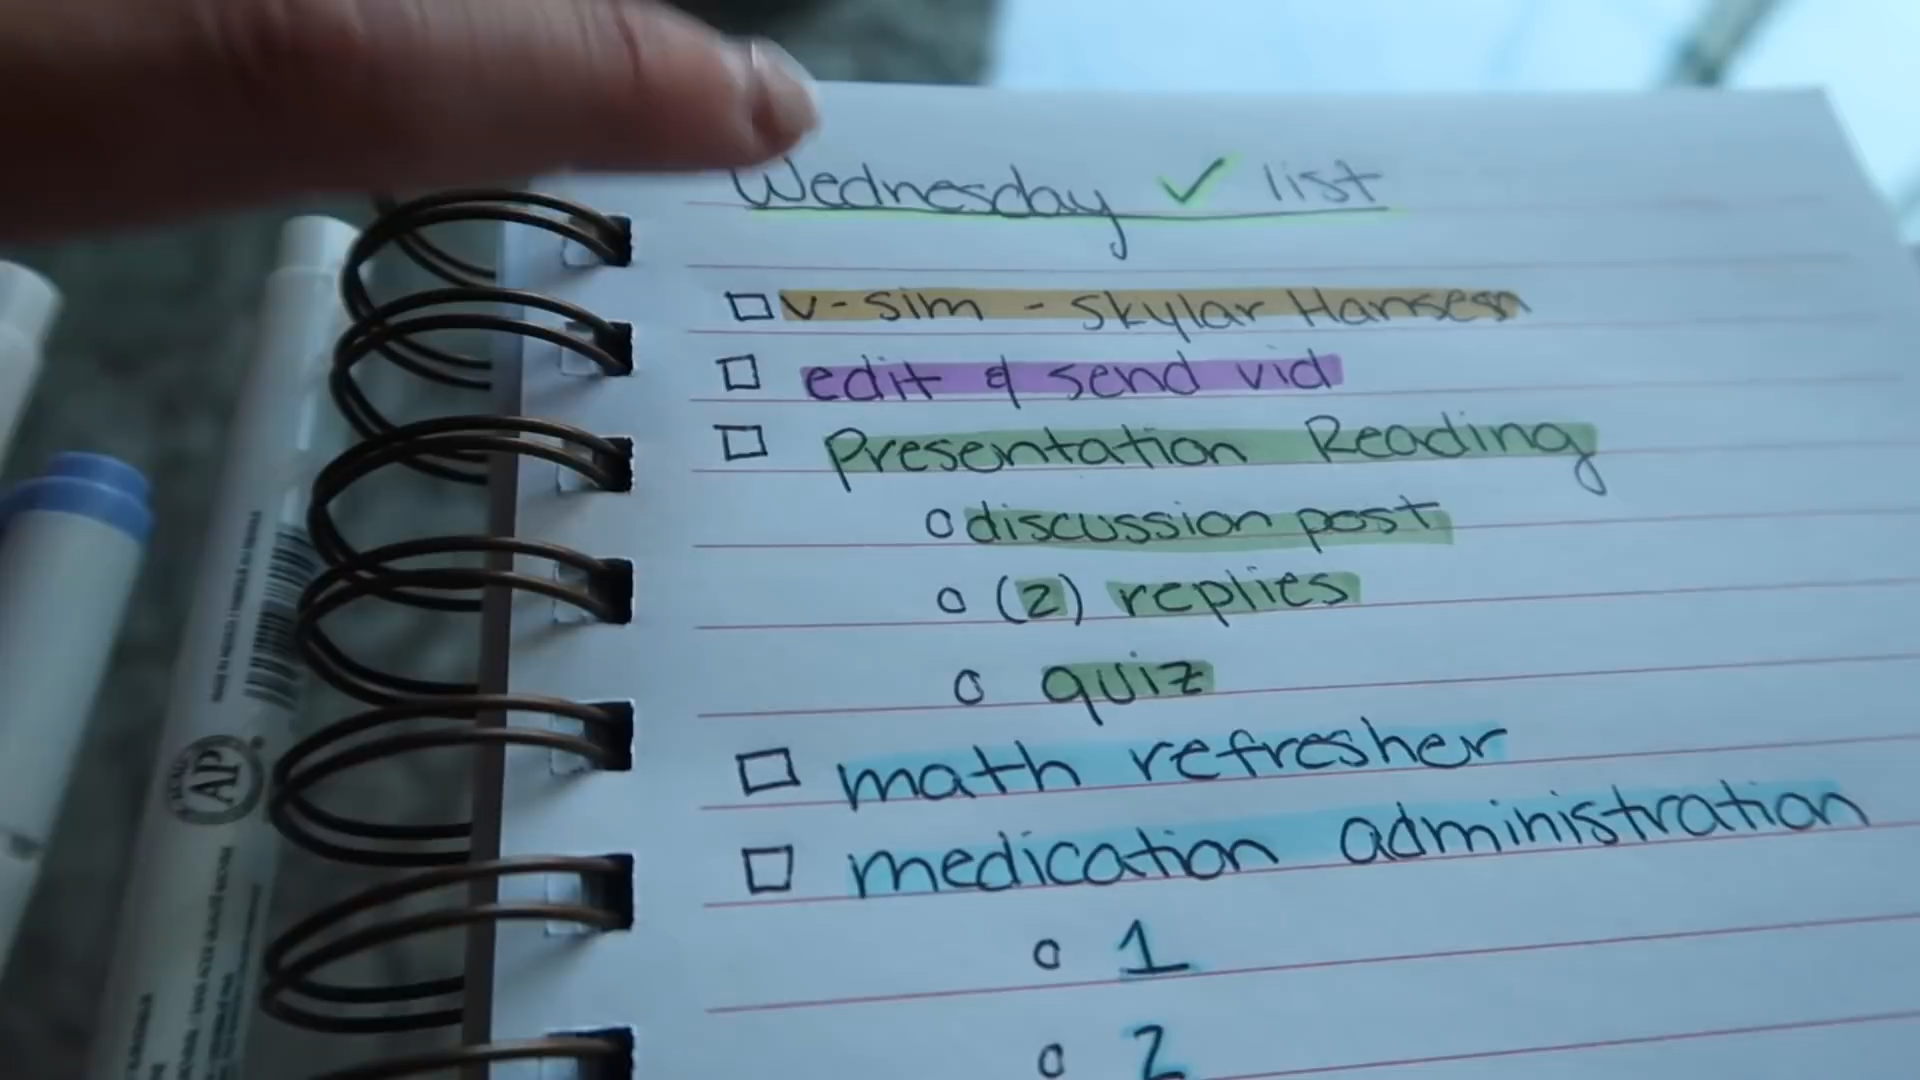 Wednesday ✓ list
□ v-sim - Skylar Hansen
□ edit & send vid
□ Presentation Reading
○ discussion post
○ (2) replies
○ quiz
□ math refresher
□ medication administration
○ 1
○ 2
AP